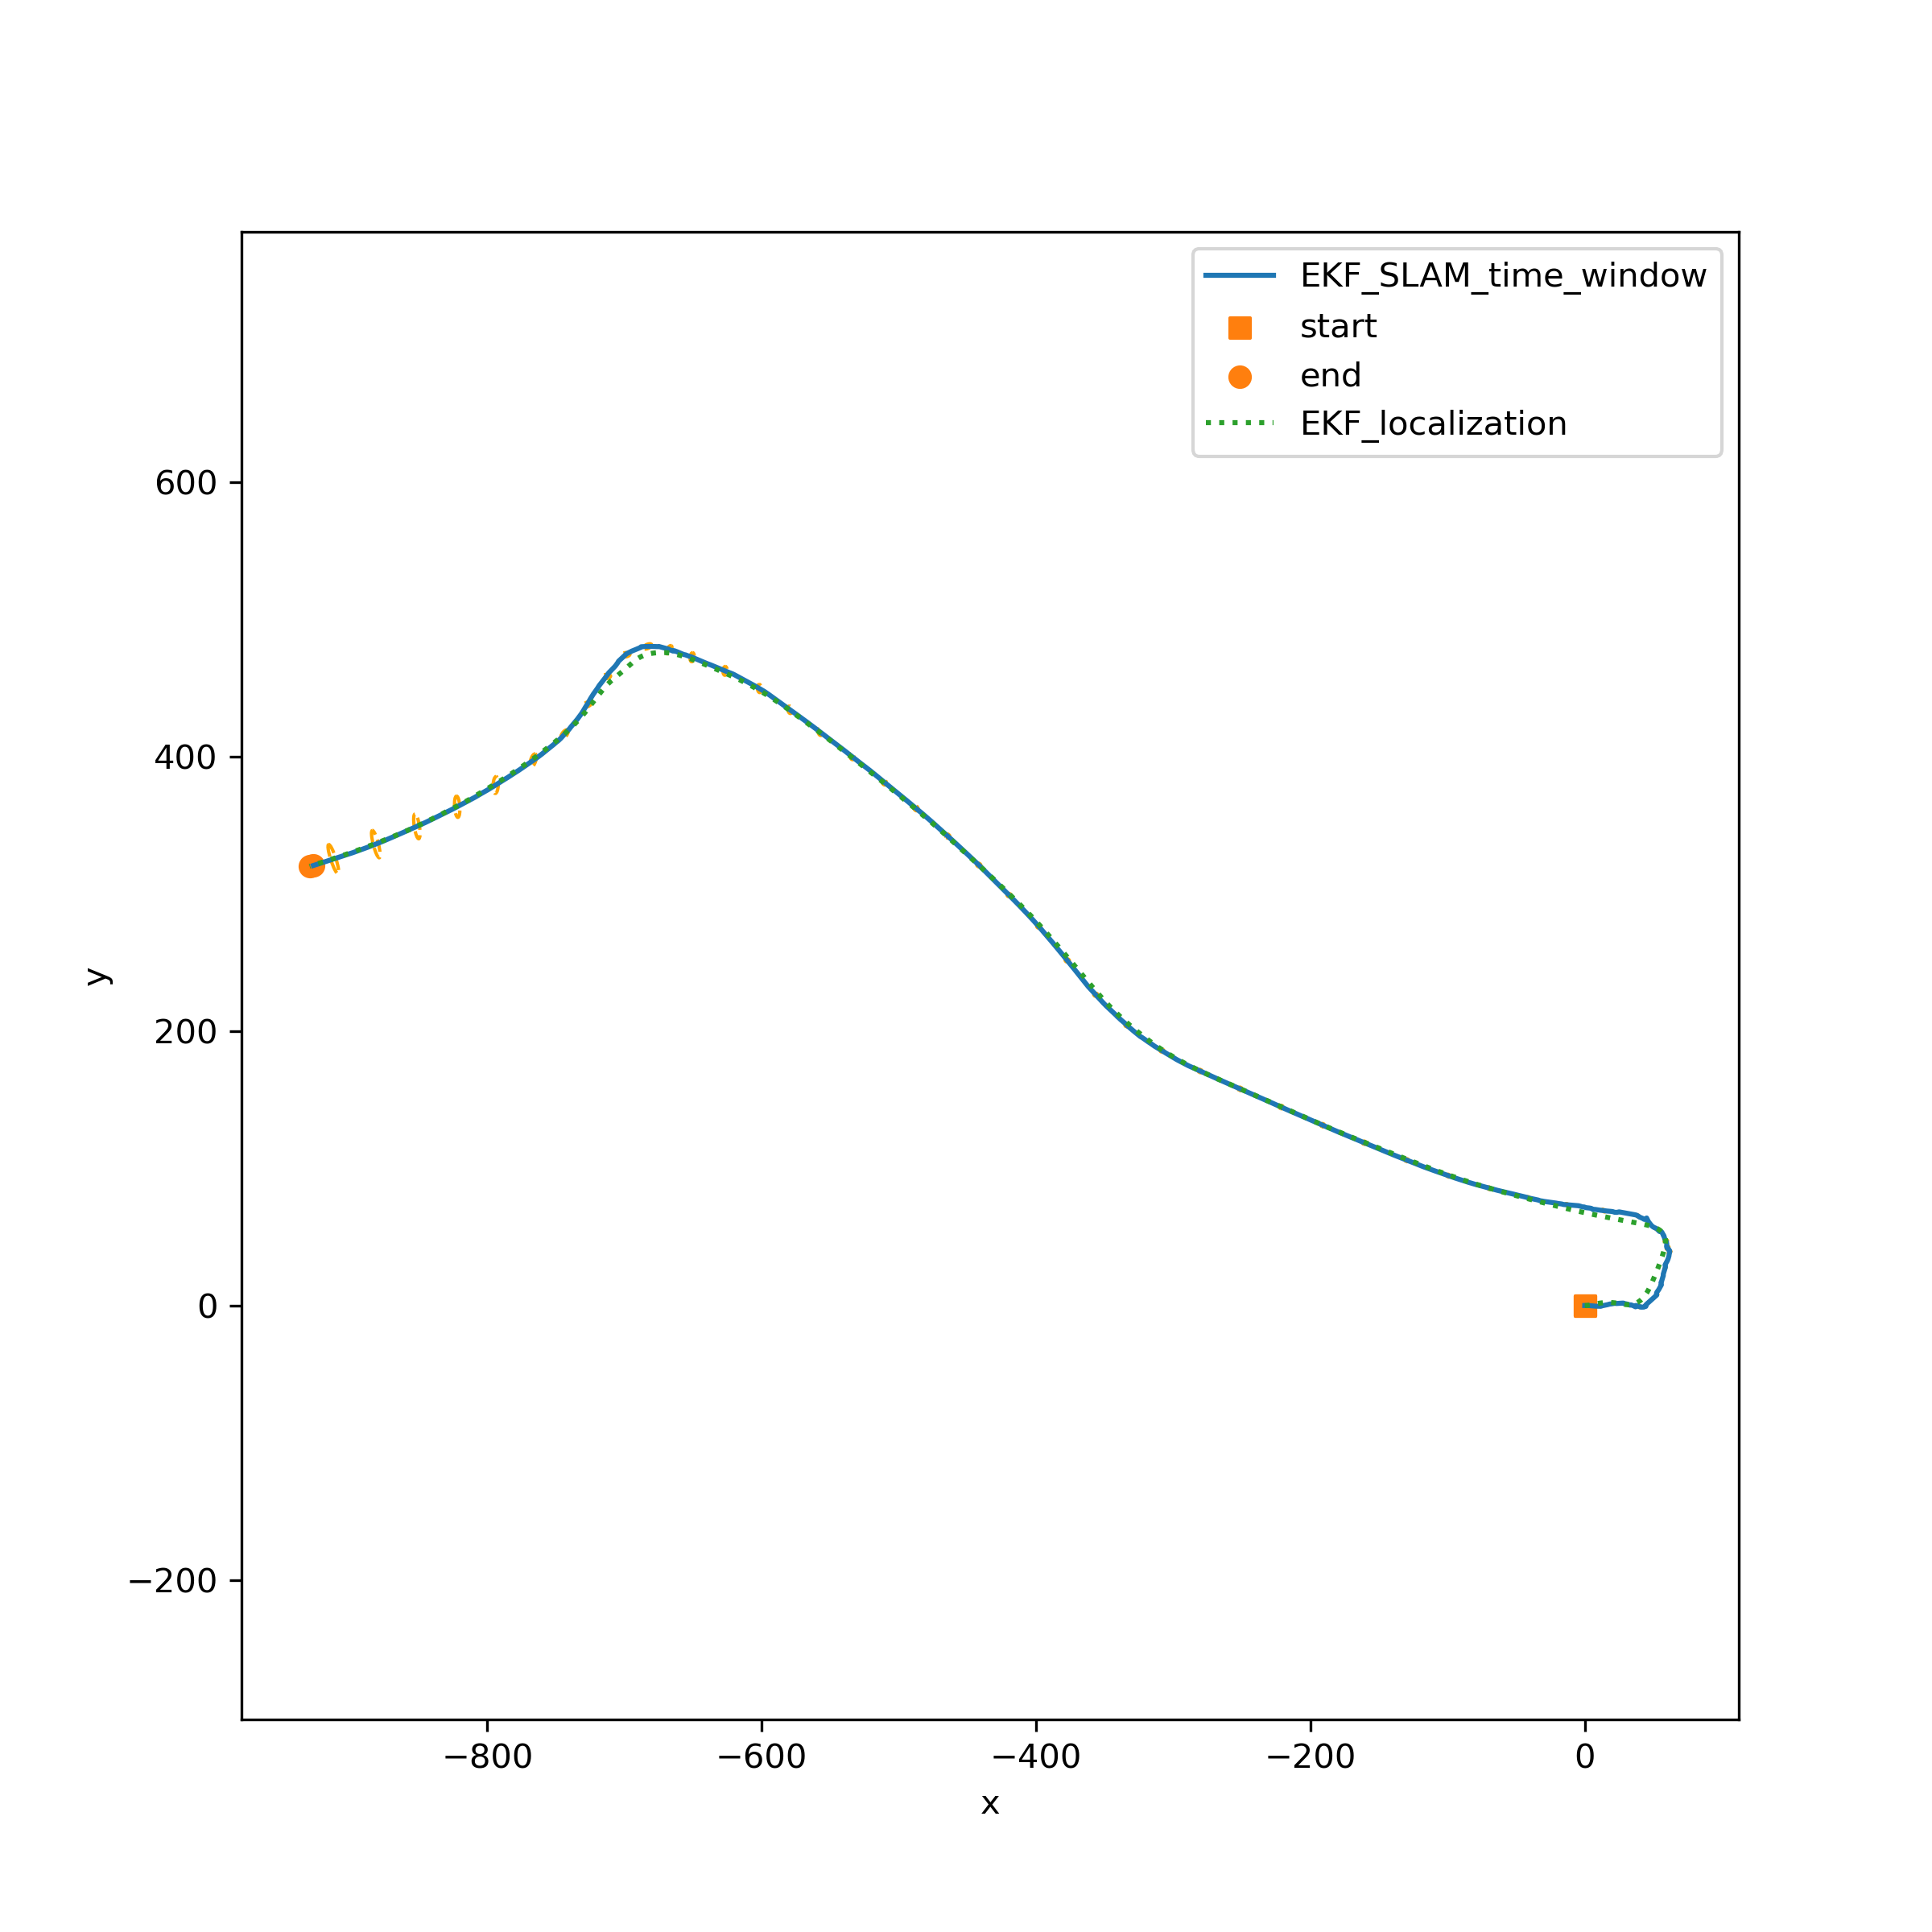 EKF_SLAM_time_window
start
end
EKF_localization
600
400
200
0
−200
y
−800
−600
−400
−200
0
x